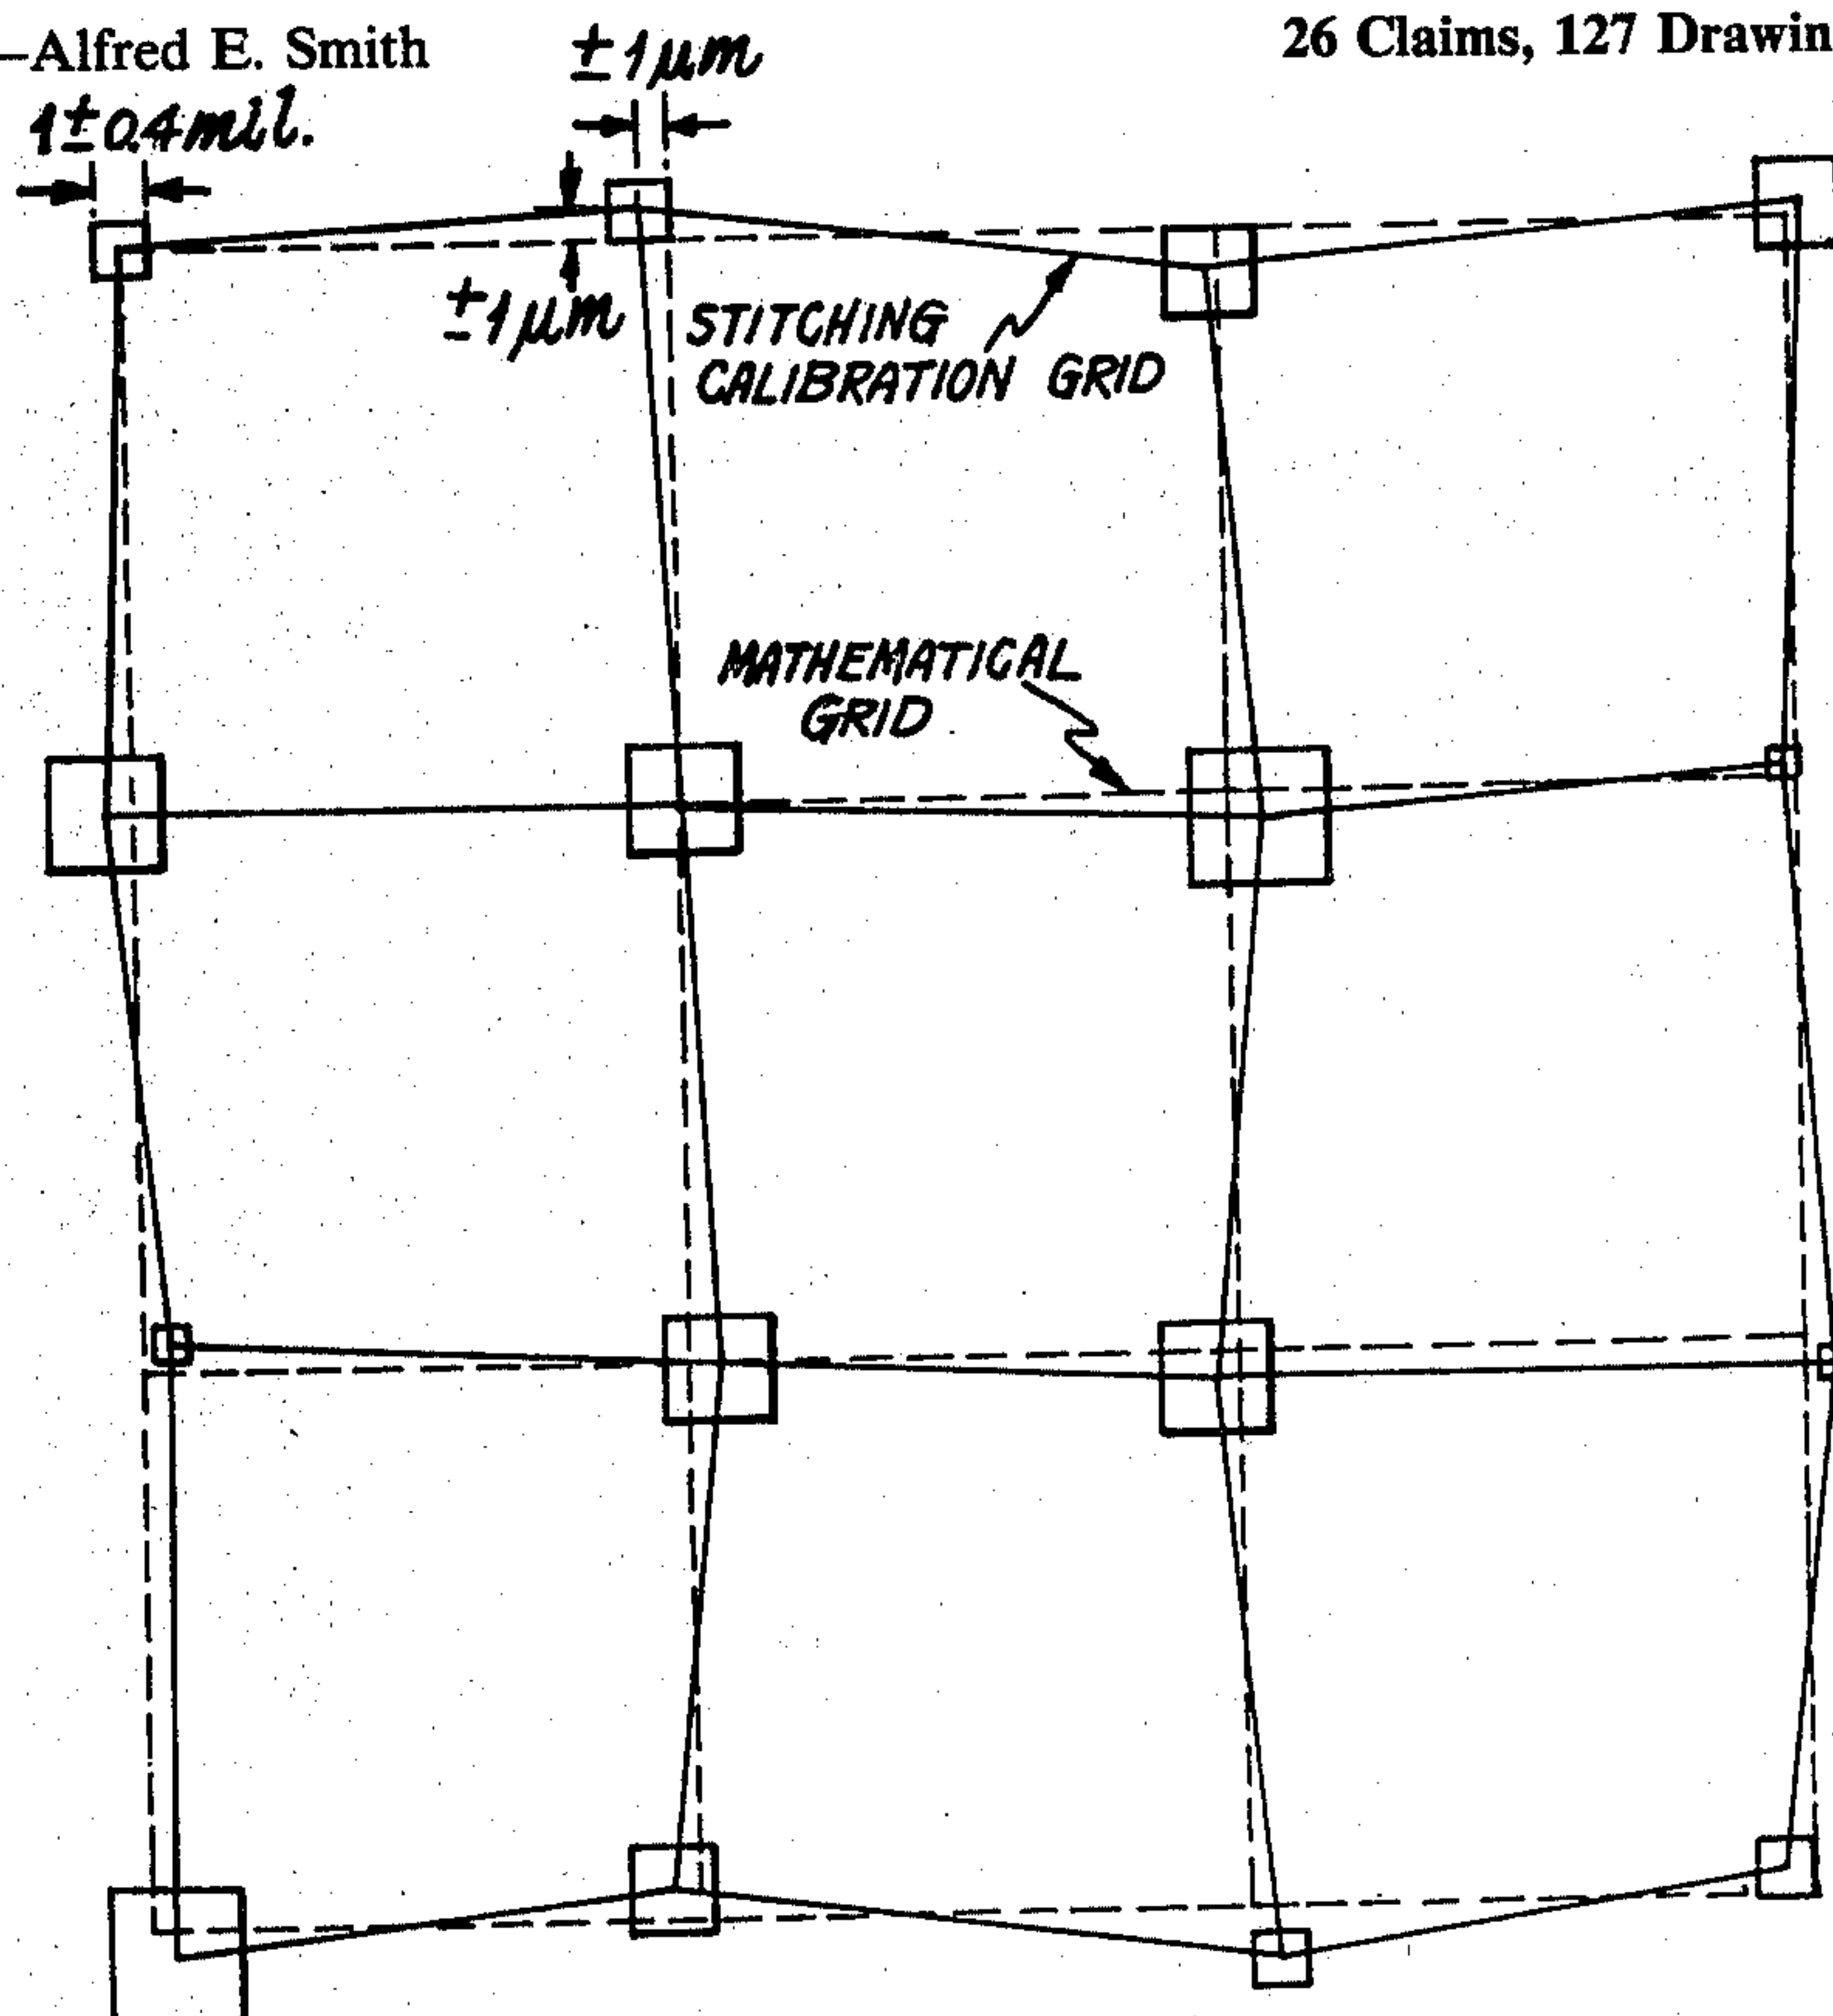 –Alfred E. Smith
26 Claims, 127 Drawin
±1μm
1±0.4mil.
±1μm
STITCHING
CALIBRATION GRID
MATHEMATICAL
GRID